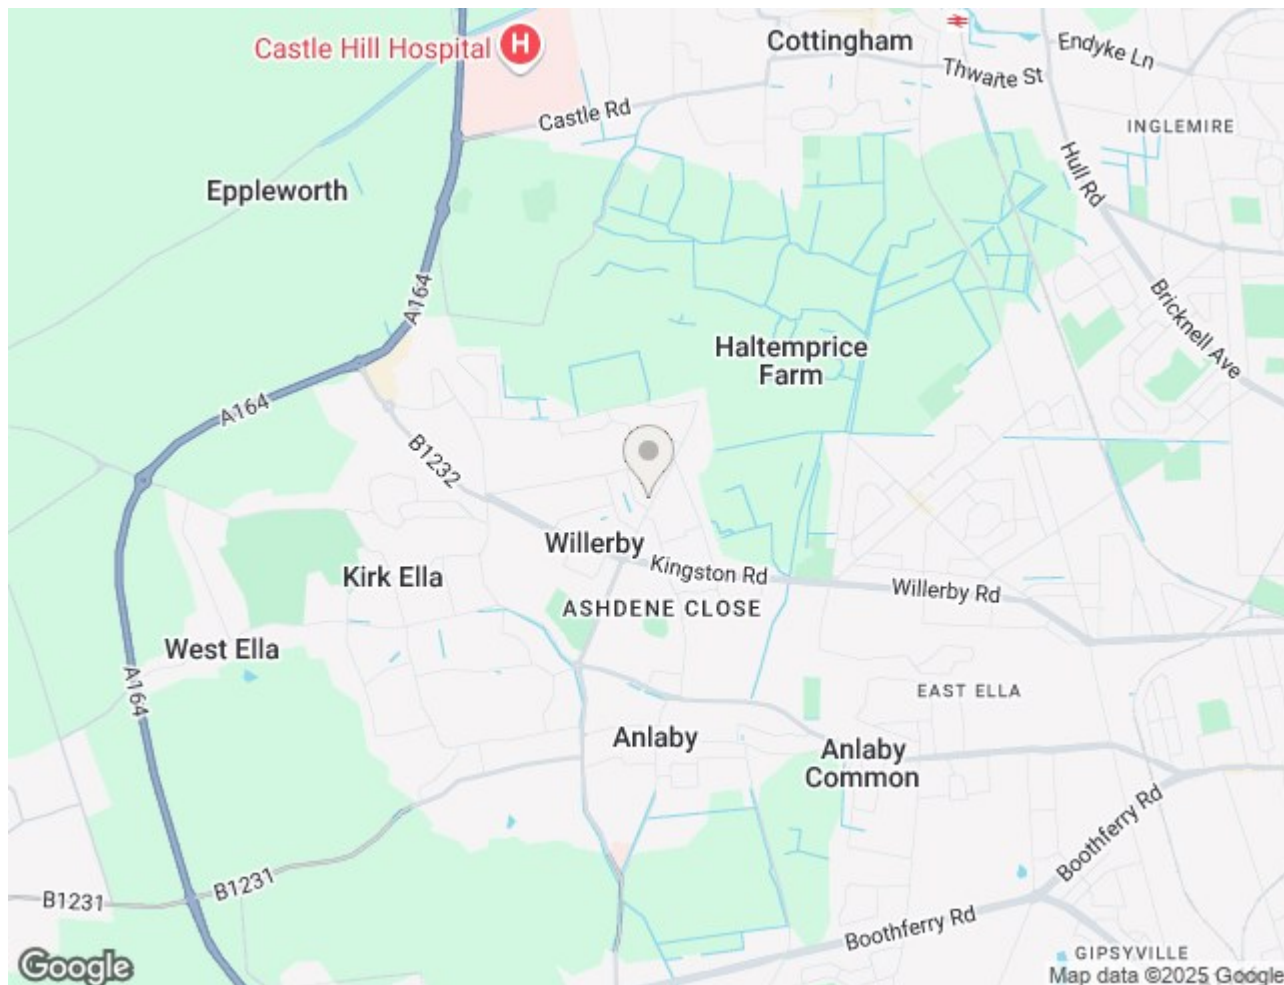 Castle Hill Hospital
H
Cottingham
Endyke Ln
Thwaite St
Castle Rd
INGLEMIRE
Hull Rd
Eppleworth
A164
Bricknell Ave
Haltemprice
Farm
A164
B1232
Willerby
Kingston Rd
Kirk Ella
Willerby Rd
ASHDENE CLOSE
West Ella
A164
EAST ELLA
Anlaby
Anlaby
Common
Boothferry Rd
B1231
B1231
Boothferry Rd
GIPSYVILLE
Google
Map data ©2025 Google